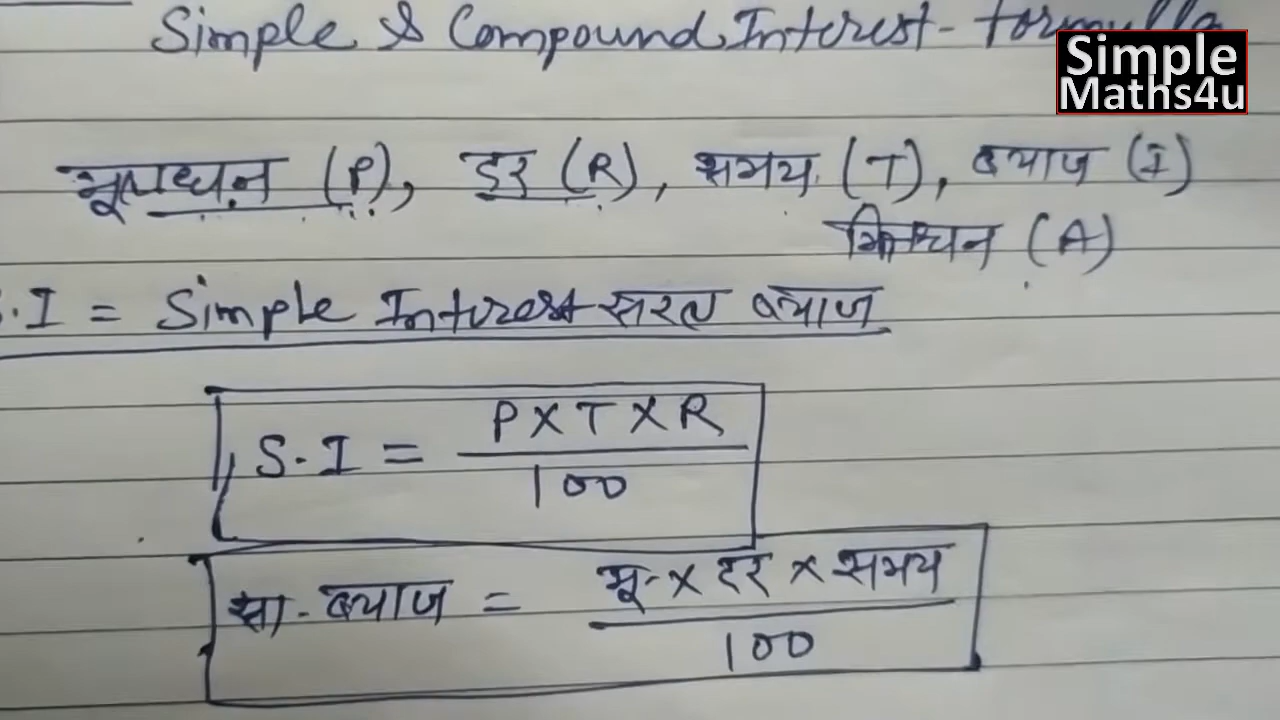 Simple & Compound Interest - formulla
Simple
Maths4u
मूलधन (P), दर (R), समय (T), ब्याज (I)
मिश्रधन (A)
S.I = Simple Interest सरल ब्याज
S.I = P X T X R
100
सा. ब्याज = मू. X दर X समय
100